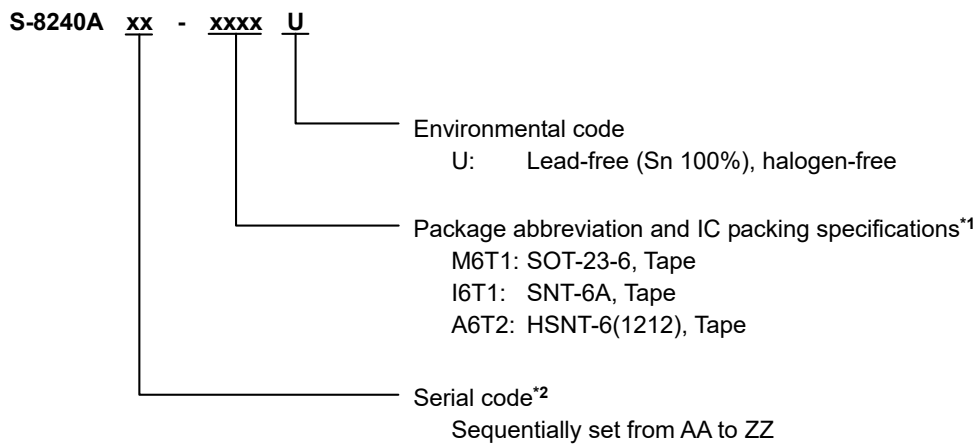 S-8240A xx - xxxx U
Environmental code
U: Lead-free (Sn 100%), halogen-free
Package abbreviation and IC packing specifications*1
M6T1: SOT-23-6, Tape
I6T1: SNT-6A, Tape
A6T2: HSNT-6(1212), Tape
Serial code*2
Sequentially set from AA to ZZ